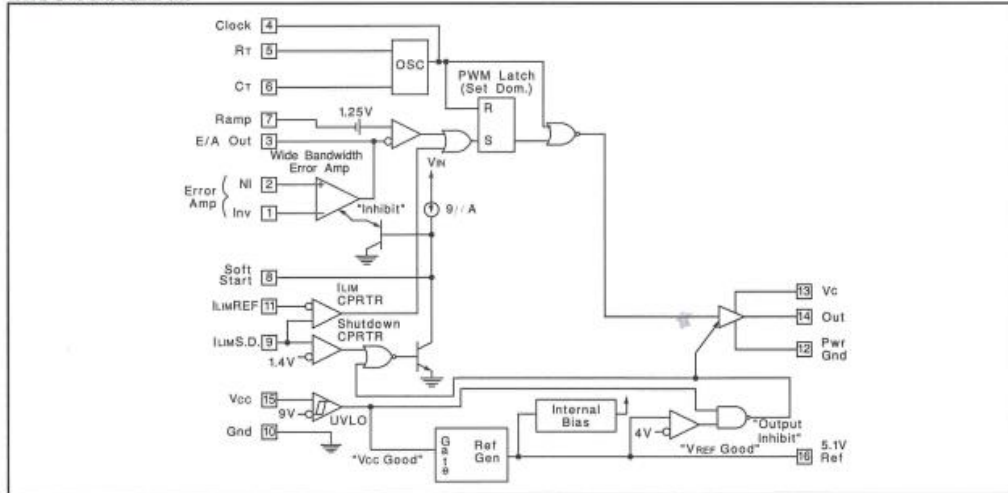 Clock 4
RT 5
OSC
CT 6
PWM Latch
(Set Dom.)
R
S
1.25V
Ramp 7
E/A Out 3
Wide Bandwidth
Error Amp
VIN
Error
Amp
NI 2
+
Inv 1
−
"Inhibit"
9//A
Soft
Start 8
ILIM
CPRTR
ILIMREF 11
Shutdown
CPRTR
ILIMS.D. 9
1.4V
13 Vc
14 Out
12 Pwr
Gnd
Vcc 15
9V
UVLO
Gnd 10
"Vcc Good"
Gate
Ref
Gen
Internal
Bias
4V
"VREF Good"
"Output
Inhibit"
16 5.1V
Ref